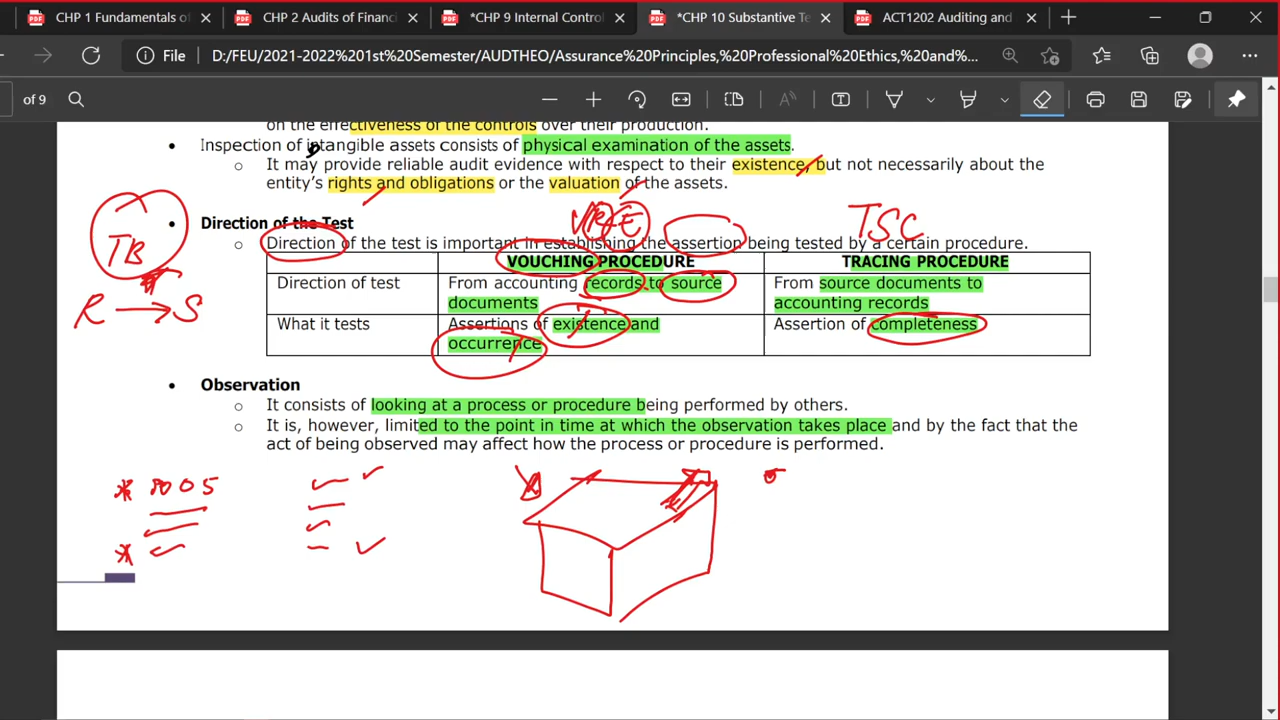 CHP 1 Fundamentals of
CHP 2 Audits of Financi
*CHP 9 Internal Contro
*CHP 10 Substantive Te
ACT1202 Auditing and
File
D:/FEU/2021-2022%201st%20Semester/AUDTHEO/Assurance%20Principles,%20Professional%20Ethics,%20and%...
of 9
on the effectiveness of the controls over their production.
• Inspection of intangible assets consists of physical examination of the assets.
o It may provide reliable audit evidence with respect to their existence, but not necessarily about the
entity's rights and obligations or the valuation of the assets.
• Direction of the Test
TB
VR-E
TSC
o Direction of the test is important in establishing the assertion being tested by a certain procedure.
VOUCHING PROCEDURE
TRACING PROCEDURE
Direction of test
From accounting records to source
documents
From source documents to
accounting records
R → S
What it tests
Assertions of existence and
occurrence
Assertion of completeness
• Observation
o It consists of looking at a process or procedure being performed by others.
o It is, however, limited to the point in time at which the observation takes place and by the fact that the
act of being observed may affect how the process or procedure is performed.